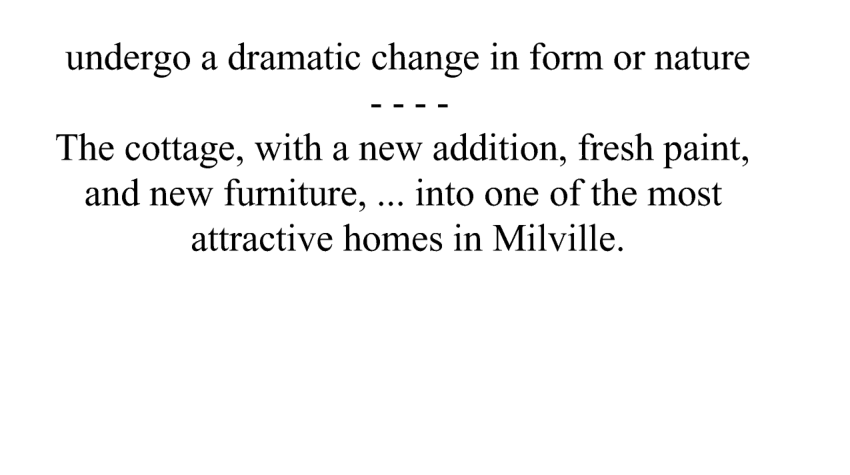 undergo a dramatic change in form or nature
- - - -
The cottage, with a new addition, fresh paint,
and new furniture, ... into one of the most
attractive homes in Milville.